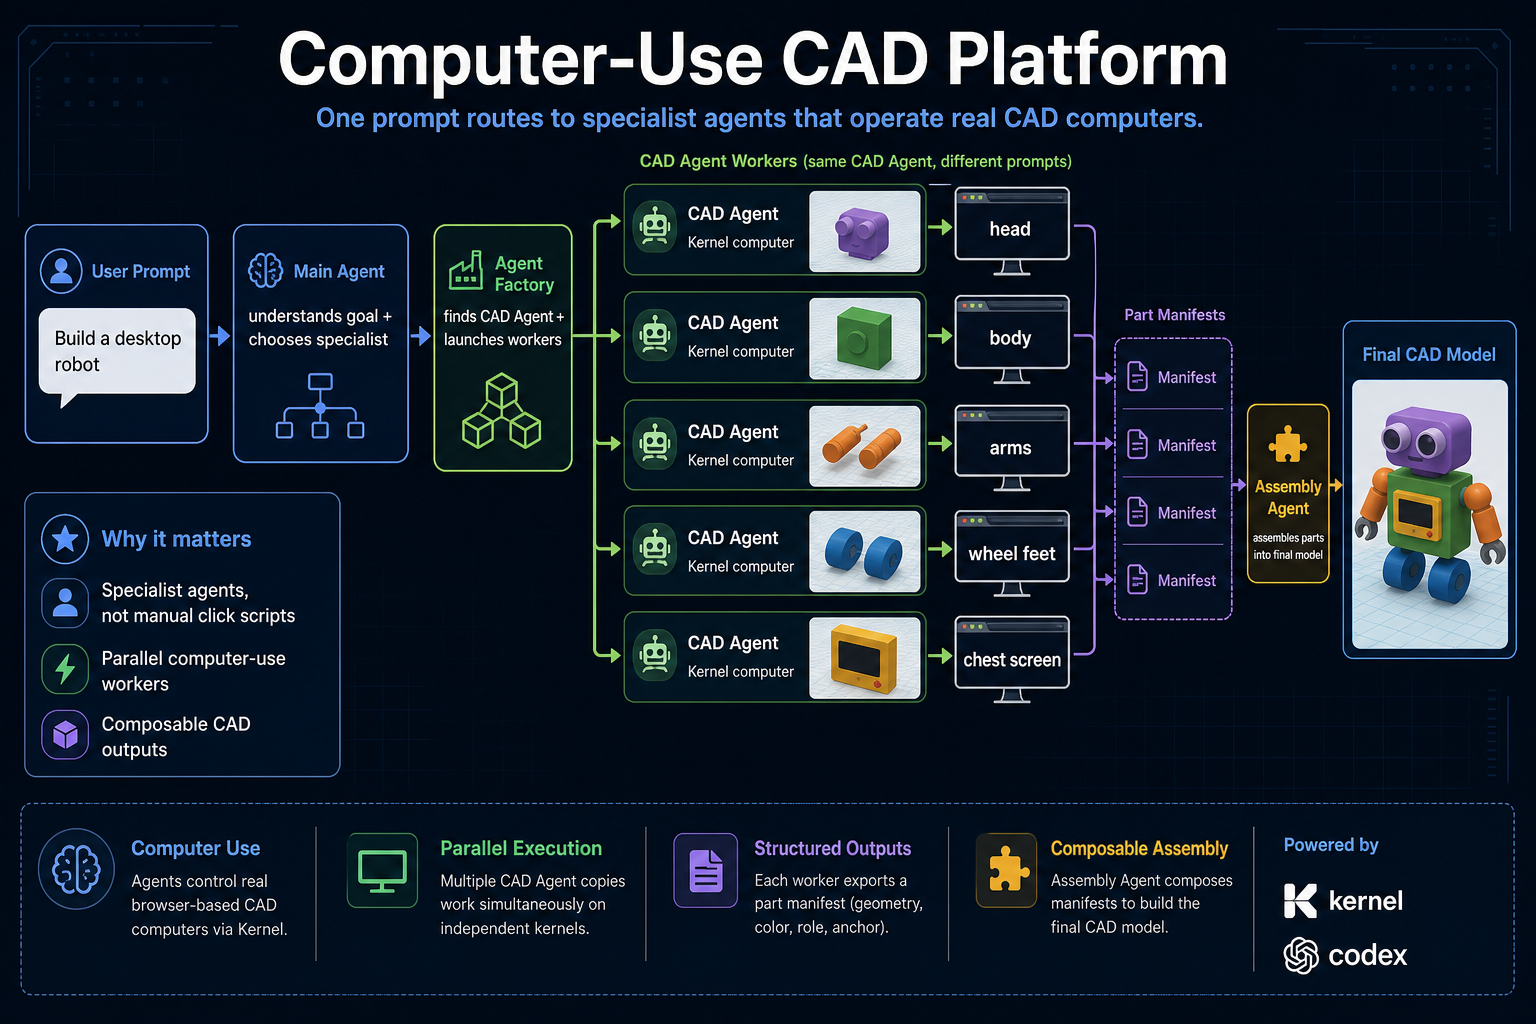 Computer-Use CAD Platform
One prompt routes to specialist agents that operate real CAD computers.
CAD Agent Workers (same CAD Agent, different prompts)
User Prompt
Build a desktop
robot
Main Agent
understands goal +
chooses specialist
Agent
Factory
finds CAD Agent +
launches workers
CAD Agent
Kernel computer
head
CAD Agent
Kernel computer
body
CAD Agent
Kernel computer
arms
CAD Agent
Kernel computer
wheel feet
CAD Agent
Kernel computer
chest screen
Part Manifests
Manifest
Manifest
Manifest
Manifest
Assembly
Agent
assembles parts
into final model
Final CAD Model
Why it matters
Specialist agents,
not manual click scripts
Parallel computer-use
workers
Composable CAD
outputs
Computer Use
Agents control real
browser-based CAD
computers via Kernel.
Parallel Execution
Multiple CAD Agent copies
work simultaneously on
independent kernels.
Structured Outputs
Each worker exports a
part manifest (geometry,
color, role, anchor).
Composable Assembly
Assembly Agent composes
manifests to build the
final CAD model.
Powered by
kernel
codex